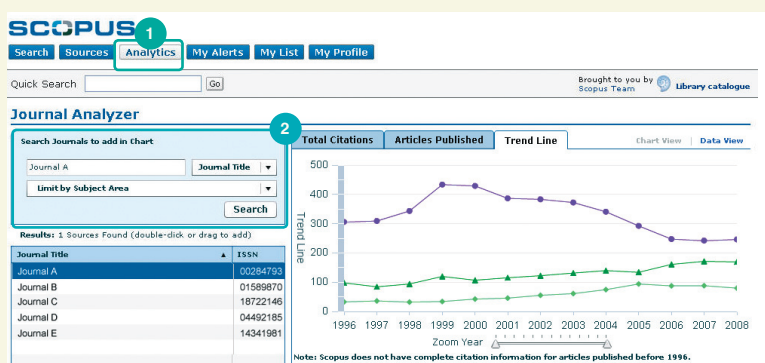 SCOPUS
1
Search Sources Analytics My Alerts My List My Profile
Quick Search Go
Brought to you by
Scopus Team
Library catalogue
Journal Analyzer
2
Search Journals to add in Chart
Journal A Journal Title
Limit by Subject Area
Search
Results: 1 Sources Found (double-click or drag to add)
Journal Title ISSN
Journal A 00284793
Journal B 01589870
Journal C 18722146
Journal D 04492185
Journal E 14341981
Total Citations Articles Published Trend Line Chart View | Data View
500
400
300
200
100
0
Trend Line
1996 1997 1998 1999 2000 2001 2002 2003 2004 2005 2006 2007 2008
Zoom Year
Note: Scopus does not have complete citation information for articles published before 1996.